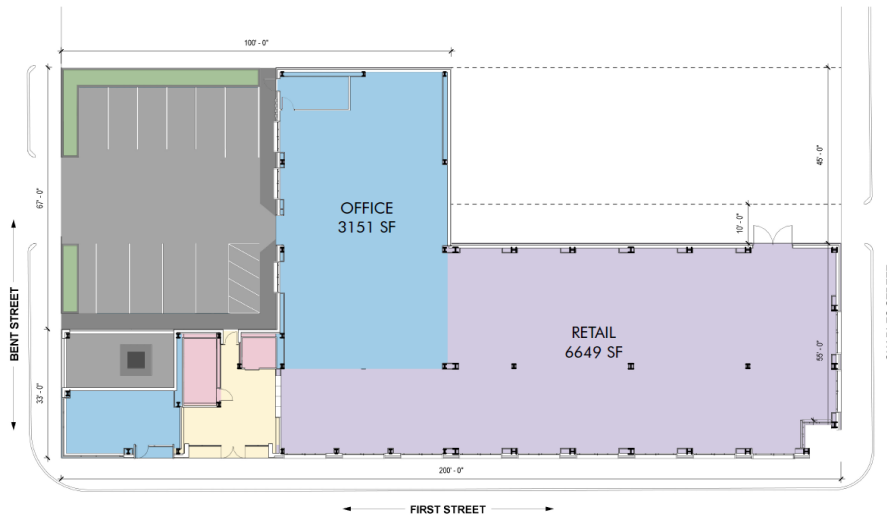 100' - 0"
45' - 0"
67' - 0"
OFFICE
3151 SF
10' - 0"
BENT STREET
RETAIL
6649 SF
55' - 0"
33' - 0"
200' - 0"
FIRST STREET